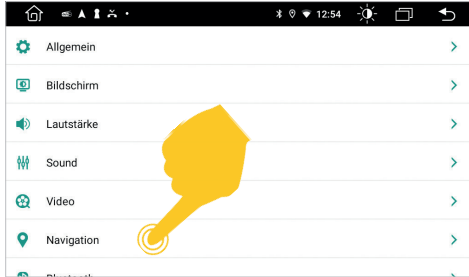 12:54
Allgemein
Bildschirm
Lautstärke
Sound
Video
Navigation